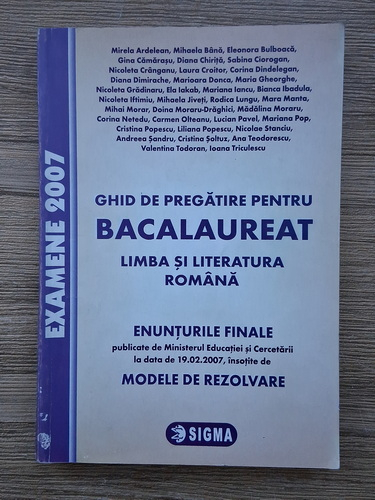 Mirela Ardelean, Mihaela Bână, Eleonora Bulboacă,
Gina Cămărașu, Diana Chiriță, Sabina Ciorogan,
Nicoleta Crânganu, Laura Croitor, Corina Dindelegan,
Diana Dimirache, Marioara Donca, Maria Gheorghe,
Nicoleta Grădinaru, Ela Iakab, Mariana Iancu, Bianca Ibadula,
Nicoleta Iftimiu, Mihaela Jiveți, Rodica Lungu, Mara Manta,
Mihai Morar, Doina Moraru-Drăghici, Mădălina Moraru,
Corina Netedu, Carmen Olteanu, Lucian Pavel, Mariana Pop,
Cristina Popescu, Liliana Popescu, Nicolae Stanciu,
Andreea Șandru, Cristina Șoltuz, Ana Teodorescu,
Valentina Todoran, Ioana Triculescu
EXAMENE 2007
GHID DE PREGĂTIRE PENTRU
BACALAUREAT
LIMBA ȘI LITERATURA
ROMÂNĂ
ENUNȚURILE FINALE
publicate de Ministerul Educației și Cercetării
la data de 19.02.2007, însoțite de
MODELE DE REZOLVARE
SIGMA